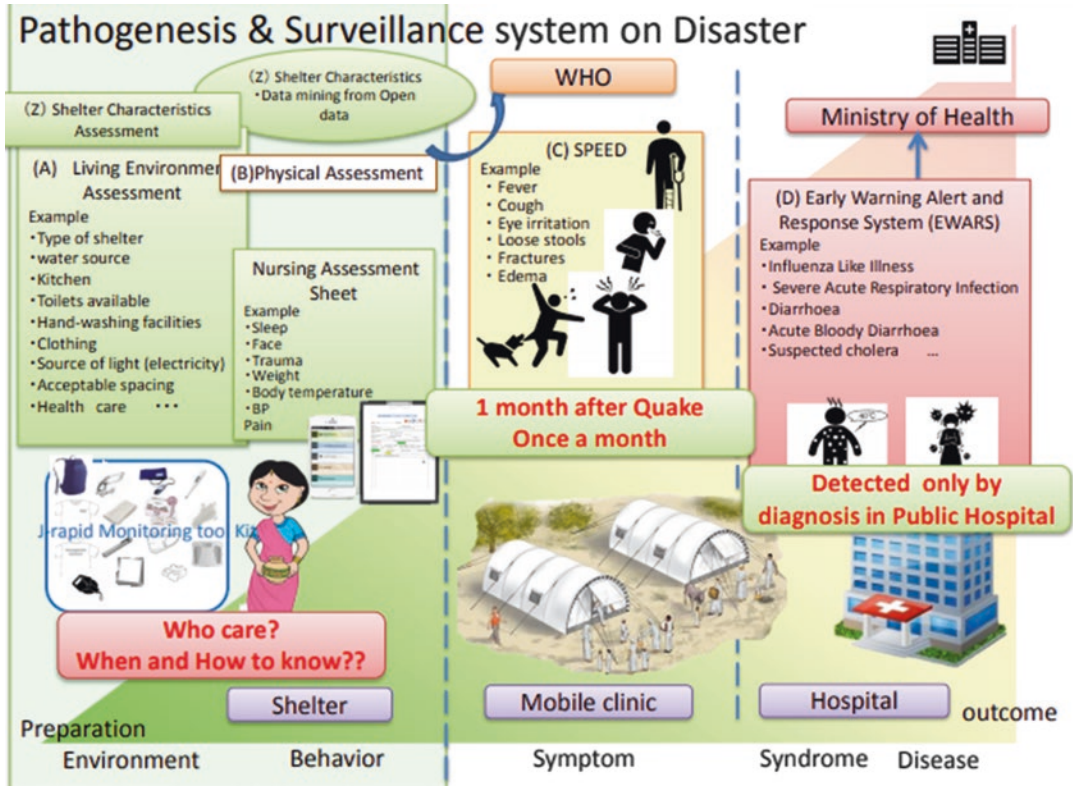 Pathogenesis & Surveillance system on Disaster
(Z) Shelter Characteristics
Assessment
(Z) Shelter Characteristics
・Data mining from Open
data
(A) Living Environmer
Assessment
Example
・Type of shelter
・water source
・Kitchen
・Toilets available
・Hand-washing facilities
・Clothing
・Source of light (electricity)
・Acceptable spacing
・Health care ・・・
(B)Physical Assessment
Nursing Assessment
Sheet
Example
・Sleep
・Face
・Trauma
・Weight
・Body temperature
・BP
Pain
J-rapid Monitoring tool Kit
Who care?
When and How to know??
Shelter
WHO
(C) SPEED
Example
・Fever
・Cough
・Eye irritation
・Loose stools
・Fractures
・Edema
1 month after Quake
Once a month
Mobile clinic
Ministry of Health
(D) Early Warning Alert and
Response System (EWARS)
Example
・Influenza Like Illness
・Severe Acute Respiratory Infection
・Diarrhoea
・Acute Bloody Diarrhoea
・Suspected cholera ...
Detected only by
diagnosis in Public Hospital
Hospital
outcome
Preparation
Environment
Behavior
Symptom
Syndrome
Disease